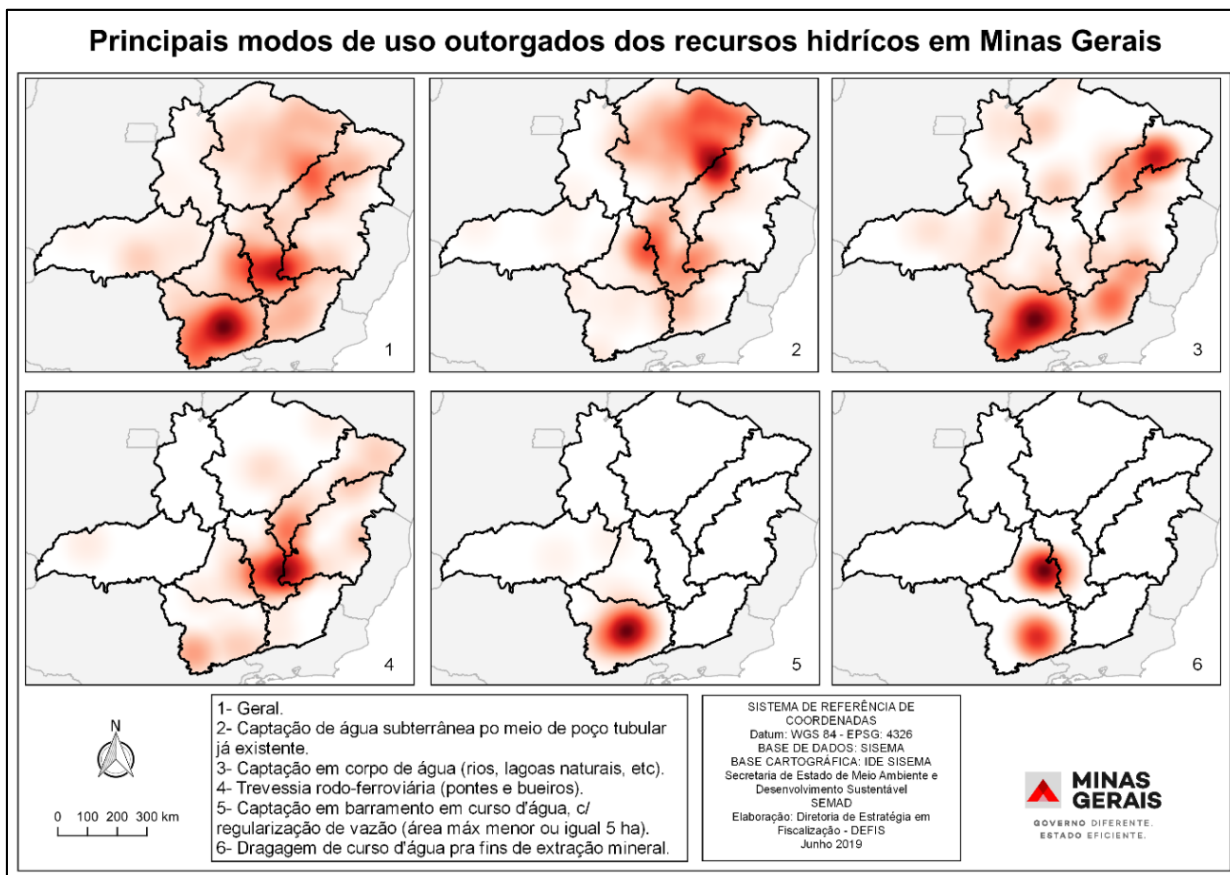 Principais modos de uso outorgados dos recursos hidrícos em Minas Gerais
1
2
3
4
5
6
N
0 100 200 300 km
1- Geral.
2- Captação de água subterrânea po meio de poço tubular
já existente.
3- Captação em corpo de água (rios, lagoas naturais, etc).
4- Trevessia rodo-ferroviária (pontes e bueiros).
5- Captação em barramento em curso d'água, c/
regularização de vazão (área máx menor ou igual 5 ha).
6- Dragagem de curso d'água pra fins de extração mineral.
SISTEMA DE REFERÊNCIA DE
COORDENADAS
Datum: WGS 84 - EPSG: 4326
BASE DE DADOS: SISEMA
BASE CARTOGRÁFICA: IDE SISEMA
Secretaria de Estado de Meio Ambiente e
Desenvolvimento Sustentável
SEMAD
Elaboração: Diretoria de Estratégia em
Fiscalização - DEFIS
Junho 2019
MINAS
GERAIS
GOVERNO DIFERENTE.
ESTADO EFICIENTE.